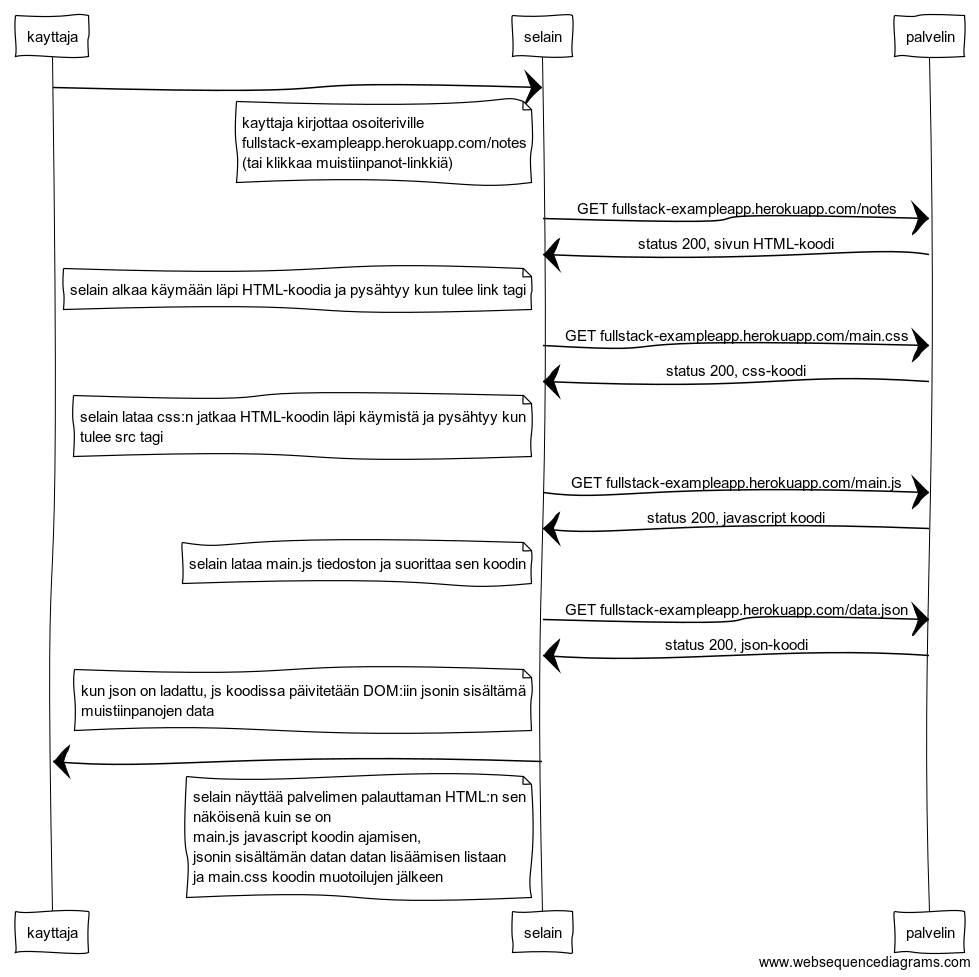 kayttaja
selain
palvelin
kayttaja kirjottaa osoiteriville
fullstack-exampleapp.herokuapp.com/notes
(tai klikkaa muistiinpanot-linkkiä)
GET fullstack-exampleapp.herokuapp.com/notes
status 200, sivun HTML-koodi
selain alkaa käymään läpi HTML-koodia ja pysähtyy kun tulee link tagi
GET fullstack-exampleapp.herokuapp.com/main.css
status 200, css-koodi
selain lataa css:n jatkaa HTML-koodin läpi käymistä ja pysähtyy kun
tulee src tagi
GET fullstack-exampleapp.herokuapp.com/main.js
status 200, javascript koodi
selain lataa main.js tiedoston ja suorittaa sen koodin
GET fullstack-exampleapp.herokuapp.com/data.json
status 200, json-koodi
kun json on ladattu, js koodissa päivitetään DOM:iin jsonin sisältämä
muistiinpanojen data
selain näyttää palvelimen palauttaman HTML:n sen
näköisenä kuin se on
main.js javascript koodin ajamisen,
jsonin sisältämän datan datan lisäämisen listaan
ja main.css koodin muotoilujen jälkeen
kayttaja
selain
palvelin
www.websequencediagrams.com